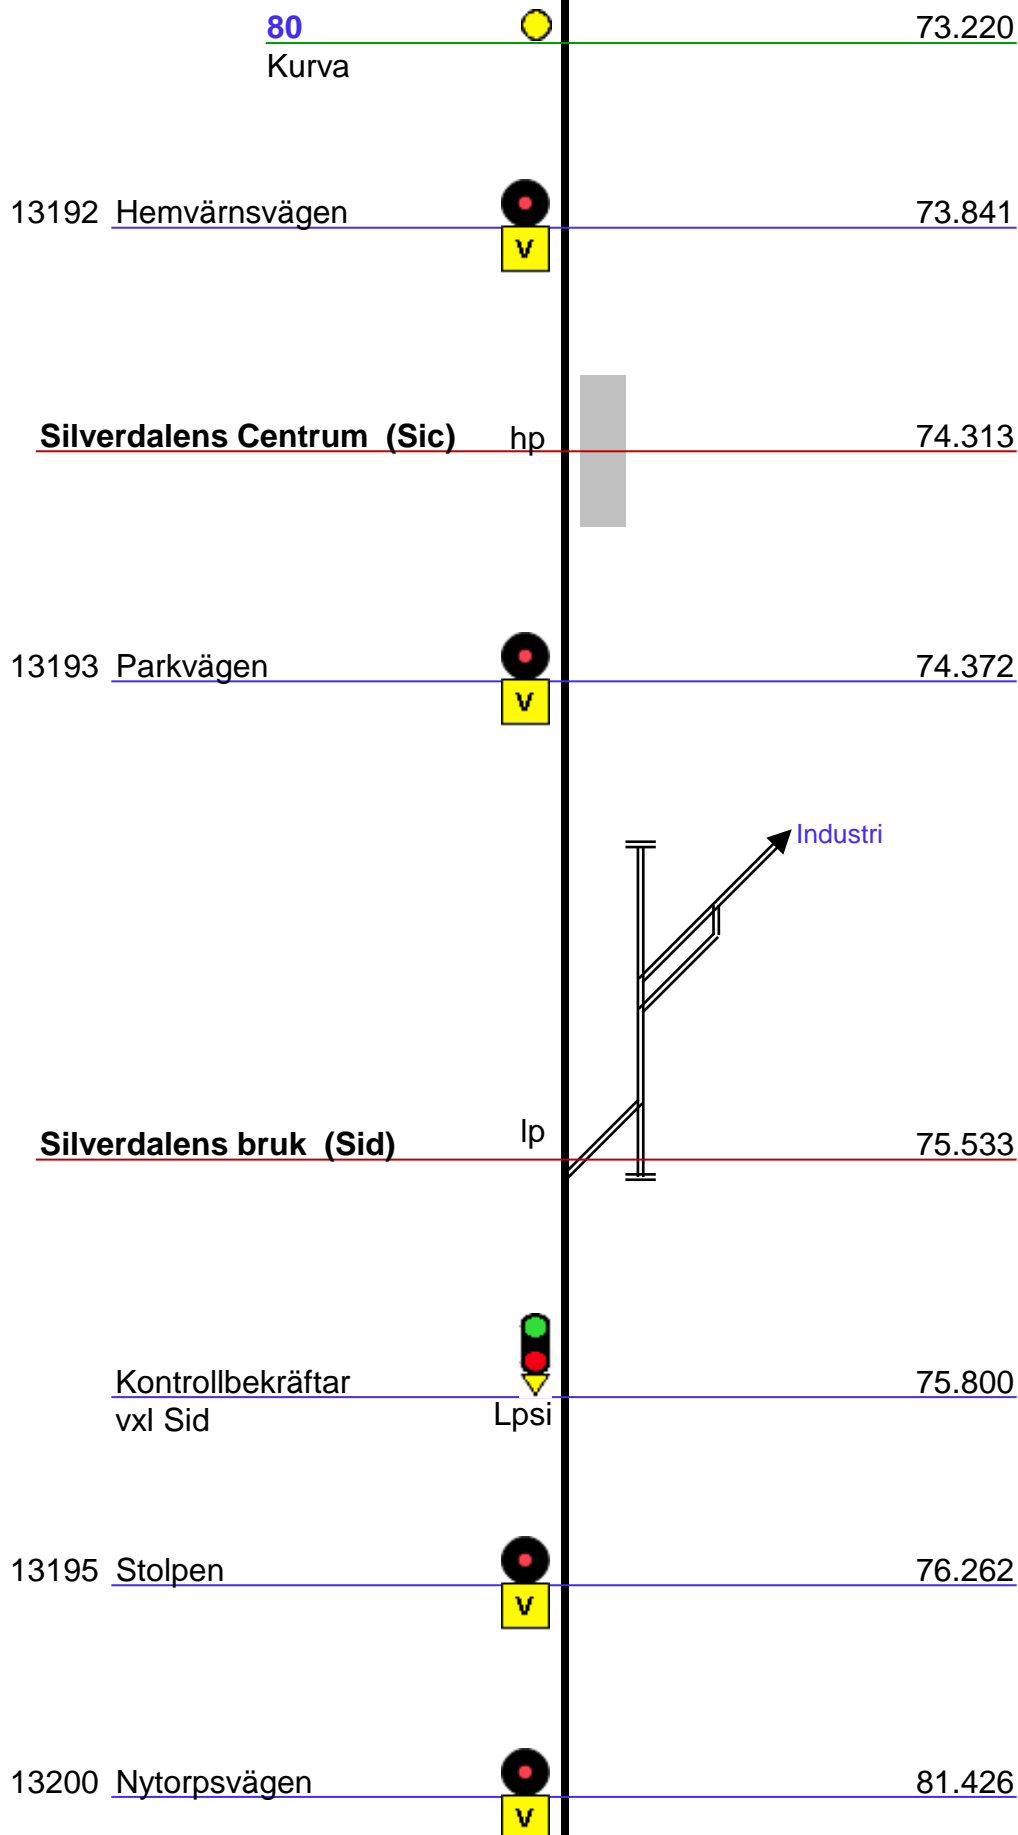 80 73.220
Kurva
13192 Hemvärnsvägen 73.841
V
Silverdalens Centrum (Sic) hp 74.313
13193 Parkvägen 74.372
V
Industri
Silverdalens bruk (Sid) lp 75.533
Kontrollbekräftar 75.800
vxl Sid Lpsi
13195 Stolpen 76.262
V
13200 Nytorpsvägen 81.426
V